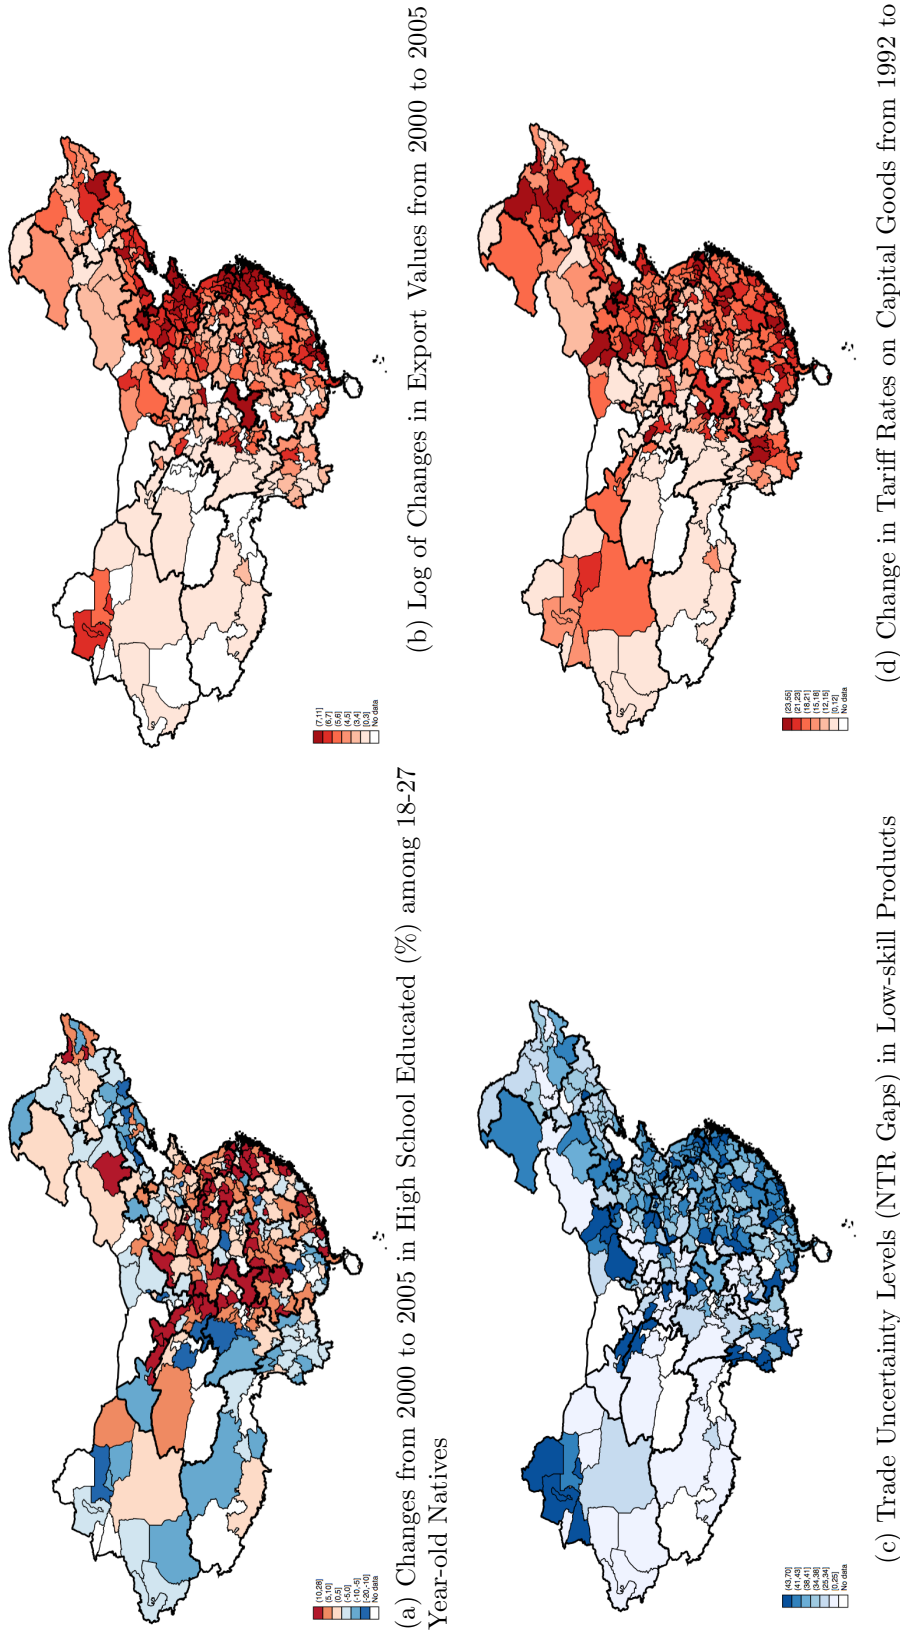 (10,28]
(5,10]
(0,5]
(-5,0]
(-10,-5]
[-20,-10]
No data
(a) Changes from 2000 to 2005 in High School Educated (%) among 18-27
Year-old Natives
(7,11]
(6,7]
(5,6]
(4,5]
(3,4]
[0,3]
No data
(b) Log of Changes in Export Values from 2000 to 2005
(43,70]
(41,43]
(38,41]
(34,38]
(25,34]
[0,25]
No data
(c) Trade Uncertainty Levels (NTR Gaps) in Low-skill Products
(23,55]
(21,23]
(18,21]
(15,18]
(12,15]
[0,12]
No data
(d) Change in Tariff Rates on Capital Goods from 1992 to